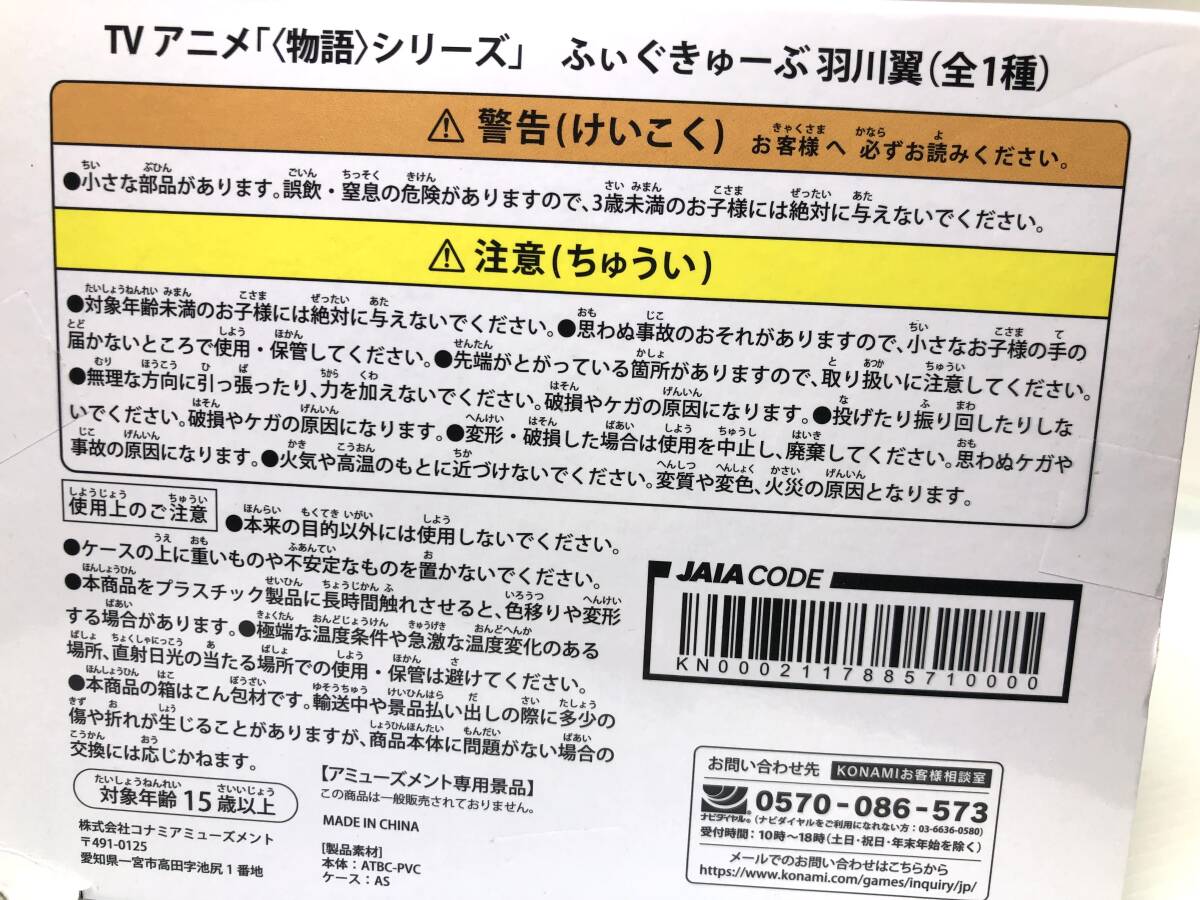 TV アニメ「〈物語〉シリーズ」 ふぃぐきゅーぶ 羽川翼（全1種）
⚠ 警告(けいこく) お客様へ 必ずお読みください。
●小さな部品があります。誤飲・窒息の危険がありますので、3歳未満のお子様には絶対に与えないでください。
⚠ 注意(ちゅうい)
●対象年齢未満のお子様には絶対に与えないでください。●思わぬ事故のおそれがありますので、小さなお子様の手の
届かないところで使用・保管してください。●先端がとがっている箇所がありますので、取り扱いに注意してください。
●無理な方向に引っ張ったり、力を加えないでください。破損やケガの原因になります。●投げたり振り回したりしな
いでください。破損やケガの原因になります。●変形・破損した場合は使用を中止し、廃棄してください。思わぬケガや
事故の原因になります。●火気や高温のもとに近づけないでください。変質や変色、火災の原因となります。
使用上のご注意 ●本来の目的以外には使用しないでください。
●ケースの上に重いものや不安定なものを置かないでください。
●本商品をプラスチック製品に長時間触れさせると、色移りや変形
する場合があります。●極端な温度条件や急激な温度変化のある
場所、直射日光の当たる場所での使用・保管は避けてください。
●本商品の箱はこん包材です。輸送中や景品払い出しの際に多少の
傷や折れが生じることがありますが、商品本体に問題がない場合の
交換には応じかねます。
対象年齢 15歳以上
株式会社コナミアミューズメント
〒491-0125
愛知県一宮市高田字池尻1番地
【アミューズメント専用景品】
この商品は一般販売されておりません。
MADE IN CHINA
[製品素材]
本体：ATBC-PVC
ケース：AS
JAIA CODE
KN0002117885710000
お問い合わせ先 KONAMIお客様相談室
ナビダイヤル® 0570-086-573
(ナビダイヤルをご利用になれない方：03-6636-0580)
受付時間：10時～18時(土日・祝日・年末年始を除く)
メールでのお問い合わせはこちらから
https://www.konami.com/games/inquiry/jp/